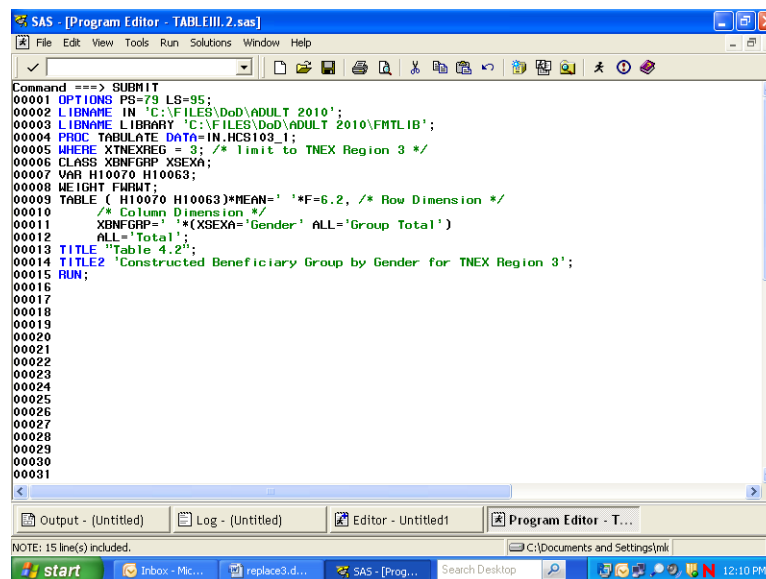 SAS - [Program Editor - TABLEIII.2.sas]
File Edit View Tools Run Solutions Window Help
Command ===> SUBMIT
00001 OPTIONS PS=79 LS=95;
00002 LIBNAME IN 'C:\FILES\DoD\ADULT 2010';
00003 LIBNAME LIBRARY 'C:\FILES\DoD\ADULT 2010\FMTLIB';
00004 PROC TABULATE DATA=IN.HCS103_1;
00005 WHERE XTNEXREG = 3; /* limit to TNEX Region 3 */
00006 CLASS XBNFGRP XSEXA;
00007 VAR H10070 H10063;
00008 WEIGHT FWRWT;
00009 TABLE ( H10070 H10063)*MEAN=' '*F=6.2, /* Row Dimension */
00010 /* Column Dimension */
00011 XBNFGRP=' '*(XSEXA='Gender' ALL='Group Total')
00012 ALL='Total';
00013 TITLE "Table 4.2";
00014 TITLE2 'Constructed Beneficiary Group by Gender for TNEX Region 3';
00015 RUN;
00016
00017
00018
00019
00020
00021
00022
00023
00024
00025
00026
00027
00028
00029
00030
00031
Output - (Untitled) Log - (Untitled) Editor - Untitled1 Program Editor - T...
NOTE: 15 line(s) included. C:\Documents and Settings\mk
start Inbox - Mic... replace3.d... SAS - [Prog... Search Desktop N 12:10 PM